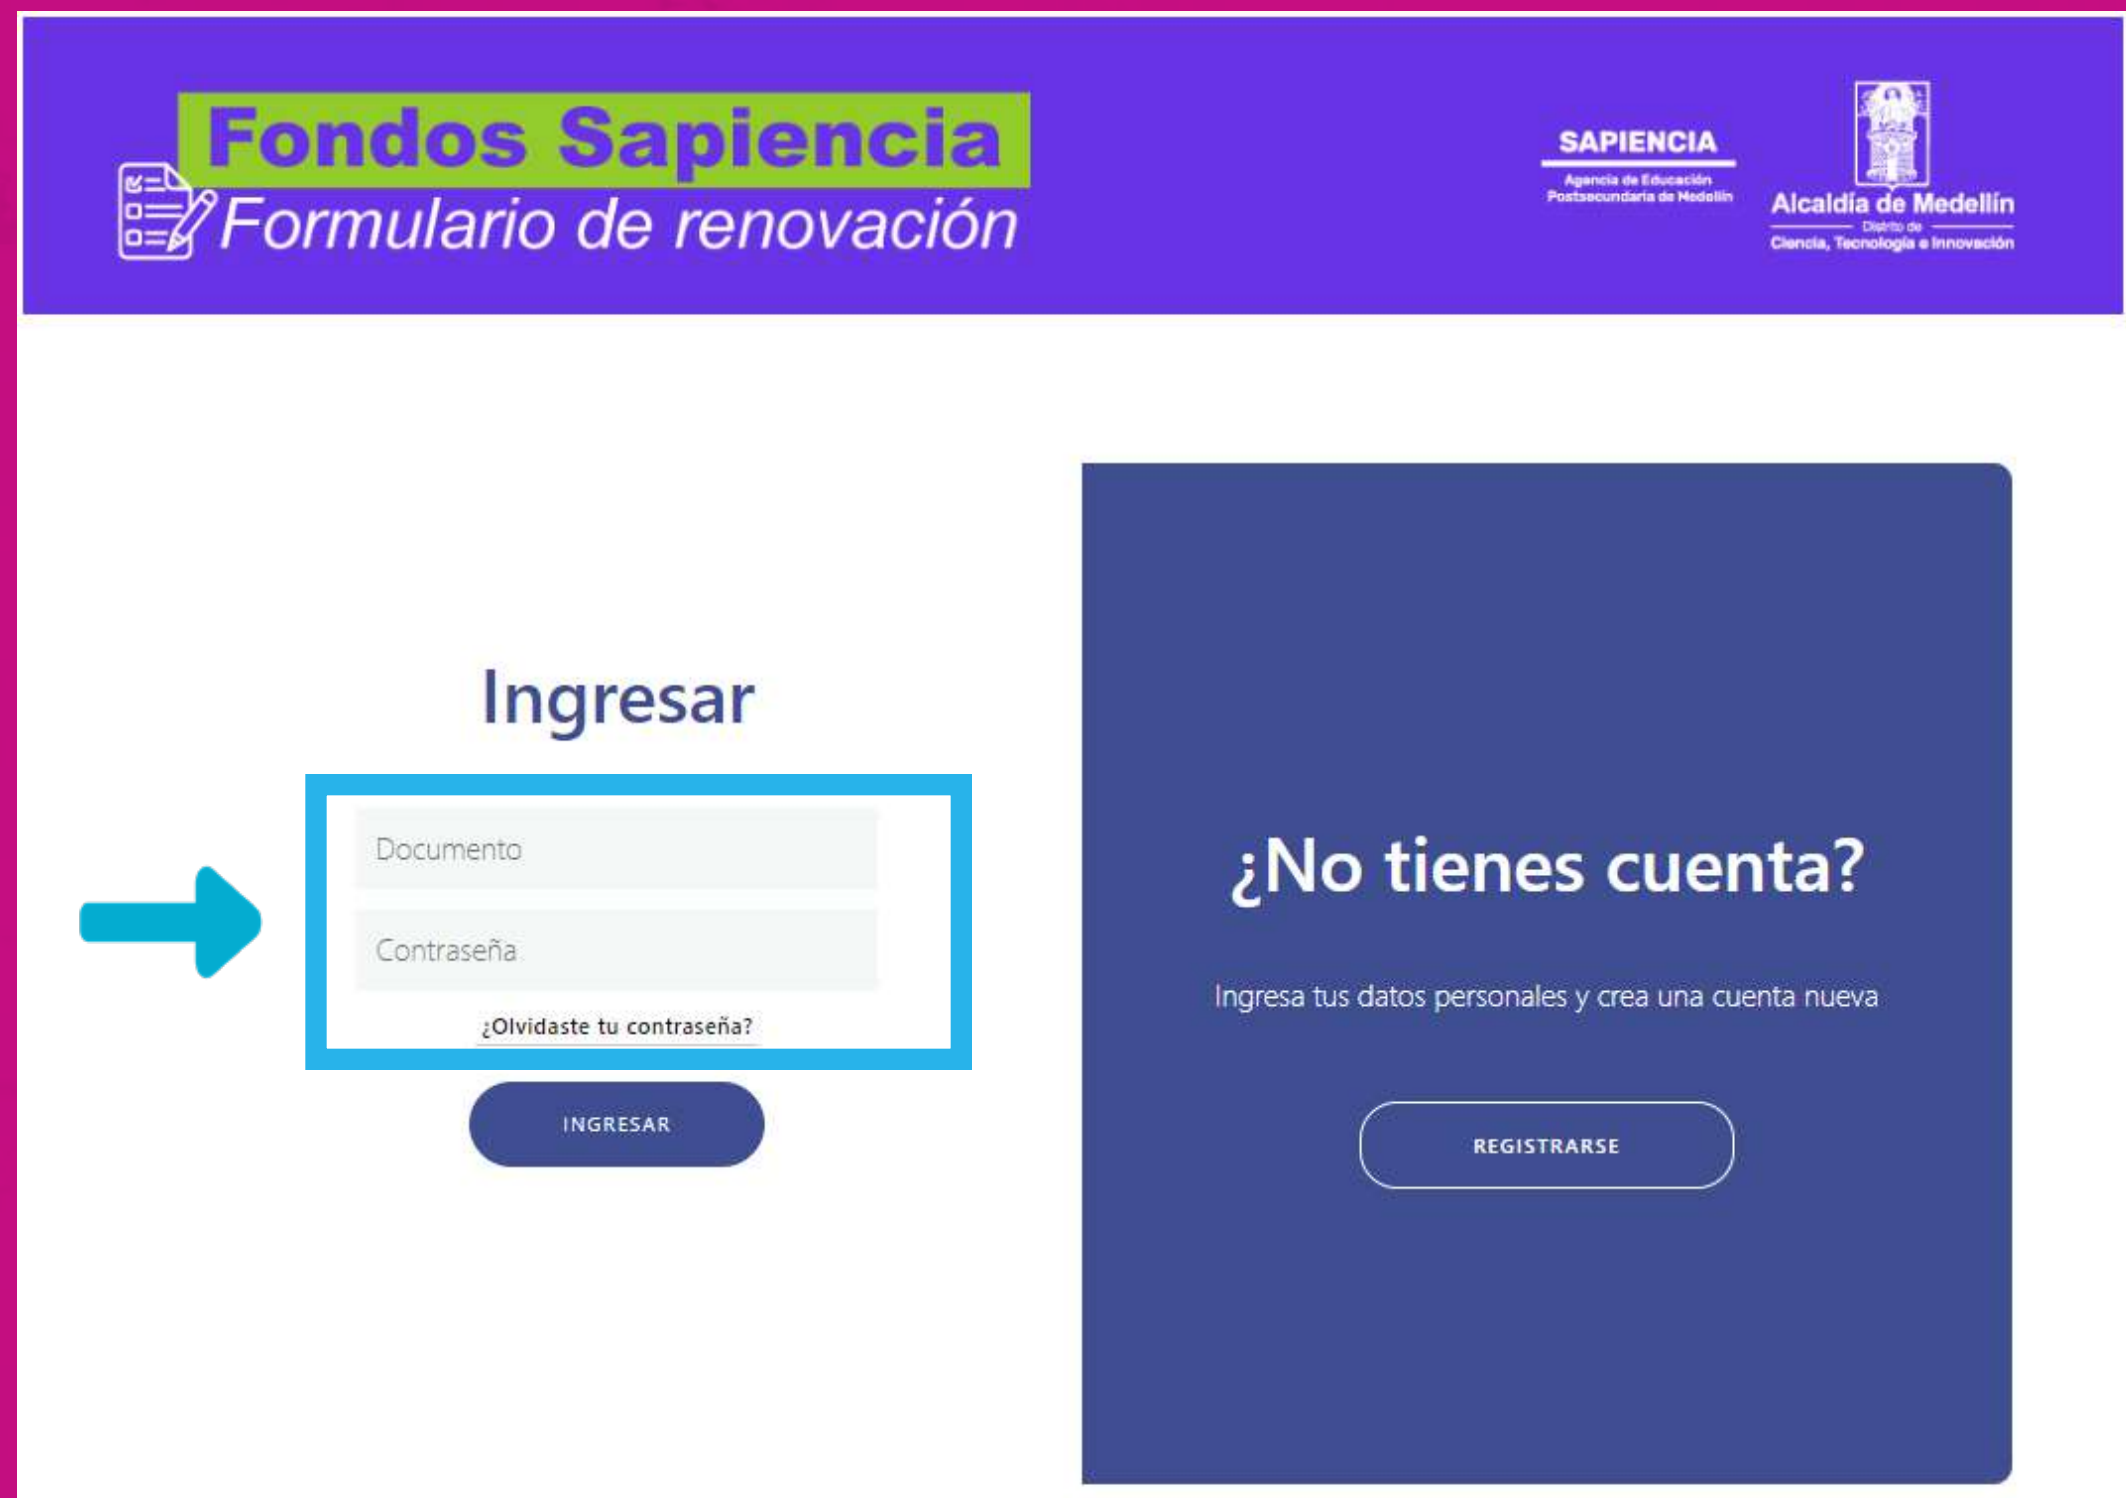 Fondos Sapiencia
Formulario de renovación
SAPIENCIA
Agencia de Educación
Postsecundaria de Medellín
Alcaldía de Medellín
Distrito de
Ciencia, Tecnología e Innovación
Ingresar
Documento
Contraseña
¿Olvidaste tu contraseña?
INGRESAR
¿No tienes cuenta?
Ingresa tus datos personales y crea una cuenta nueva
REGISTRARSE